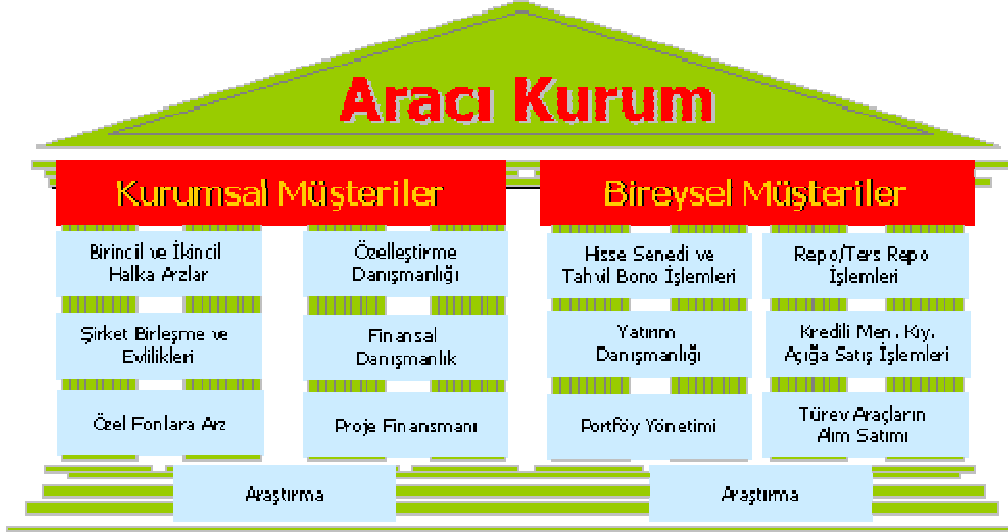 Aracı Kurum
Kurumsal Müşteriler
Bireysel Müşteriler
Birincil ve İkincil
Halka Arzlar
Özelleştirme
Danışmanlığı
Hisse Senedi ve
Tahvil Bono İşlemleri
Repo/Ters Repo
İşlemleri
Şirket Birleşme ve
Evlilikleri
Finansal
Danışmanlık
Yatırım
Danışmanlığı
Kredili Men. Kıy.
Açığa Satış İşlemleri
Özel Fonlara Arz
Proje Finansmanı
Portföy Yönetimi
Türev Araçların
Alım Satımı
Araştırma
Araştırma